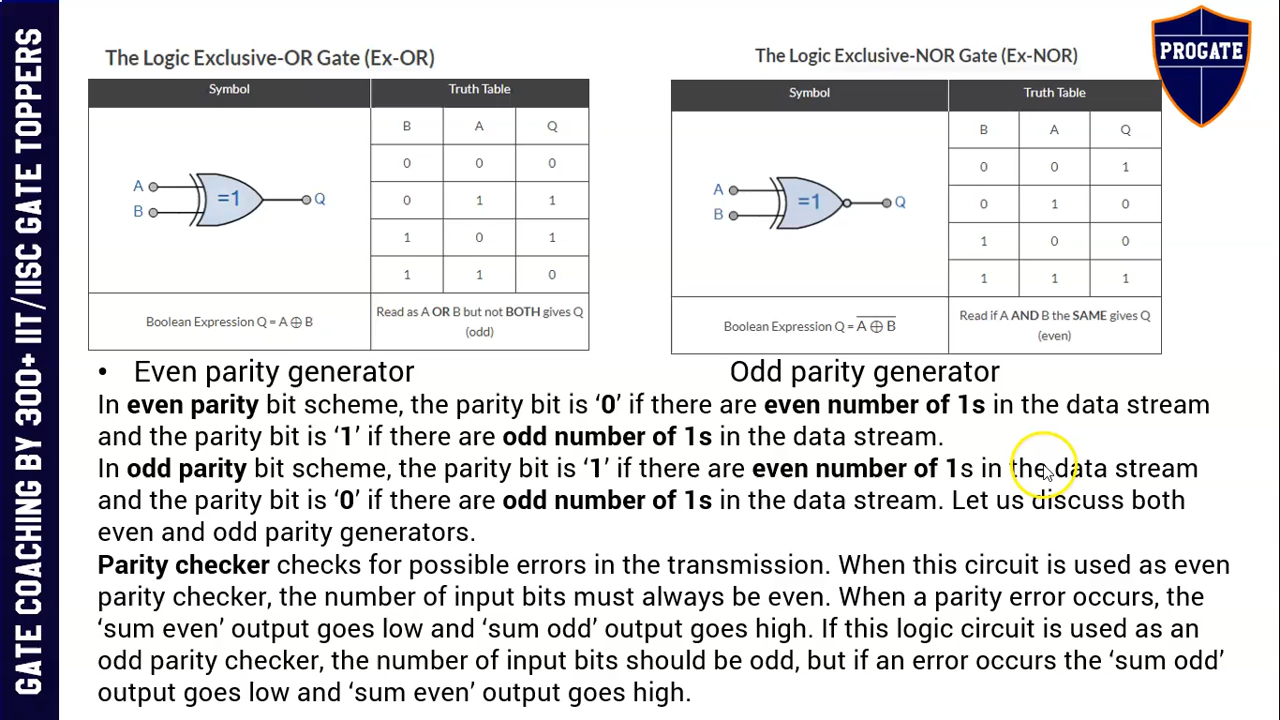 GATE COACHING BY 300+ IIT/IISC GATE TOPPERS
PROGATE
The Logic Exclusive-OR Gate (Ex-OR)
Symbol Truth Table
B A Q
0 0 0
A
=1
Q
B
0 1 1
1 0 1
1 1 0
Boolean Expression Q = A ⊕ B
Read as A OR B but not BOTH gives Q
(odd)
The Logic Exclusive-NOR Gate (Ex-NOR)
Symbol Truth Table
B A Q
0 0 1
A
=1
Q
B
0 1 0
1 0 0
1 1 1
Boolean Expression Q = A̅ ̅⊕̅ ̅B̅
Read if A AND B the SAME gives Q
(even)
• Even parity generator Odd parity generator
In even parity bit scheme, the parity bit is ‘0’ if there are even number of 1s in the data stream
and the parity bit is ‘1’ if there are odd number of 1s in the data stream.
In odd parity bit scheme, the parity bit is ‘1’ if there are even number of 1s in the data stream
and the parity bit is ‘0’ if there are odd number of 1s in the data stream. Let us discuss both
even and odd parity generators.
Parity checker checks for possible errors in the transmission. When this circuit is used as even
parity checker, the number of input bits must always be even. When a parity error occurs, the
‘sum even’ output goes low and ‘sum odd’ output goes high. If this logic circuit is used as an
odd parity checker, the number of input bits should be odd, but if an error occurs the ‘sum odd’
output goes low and ‘sum even’ output goes high.